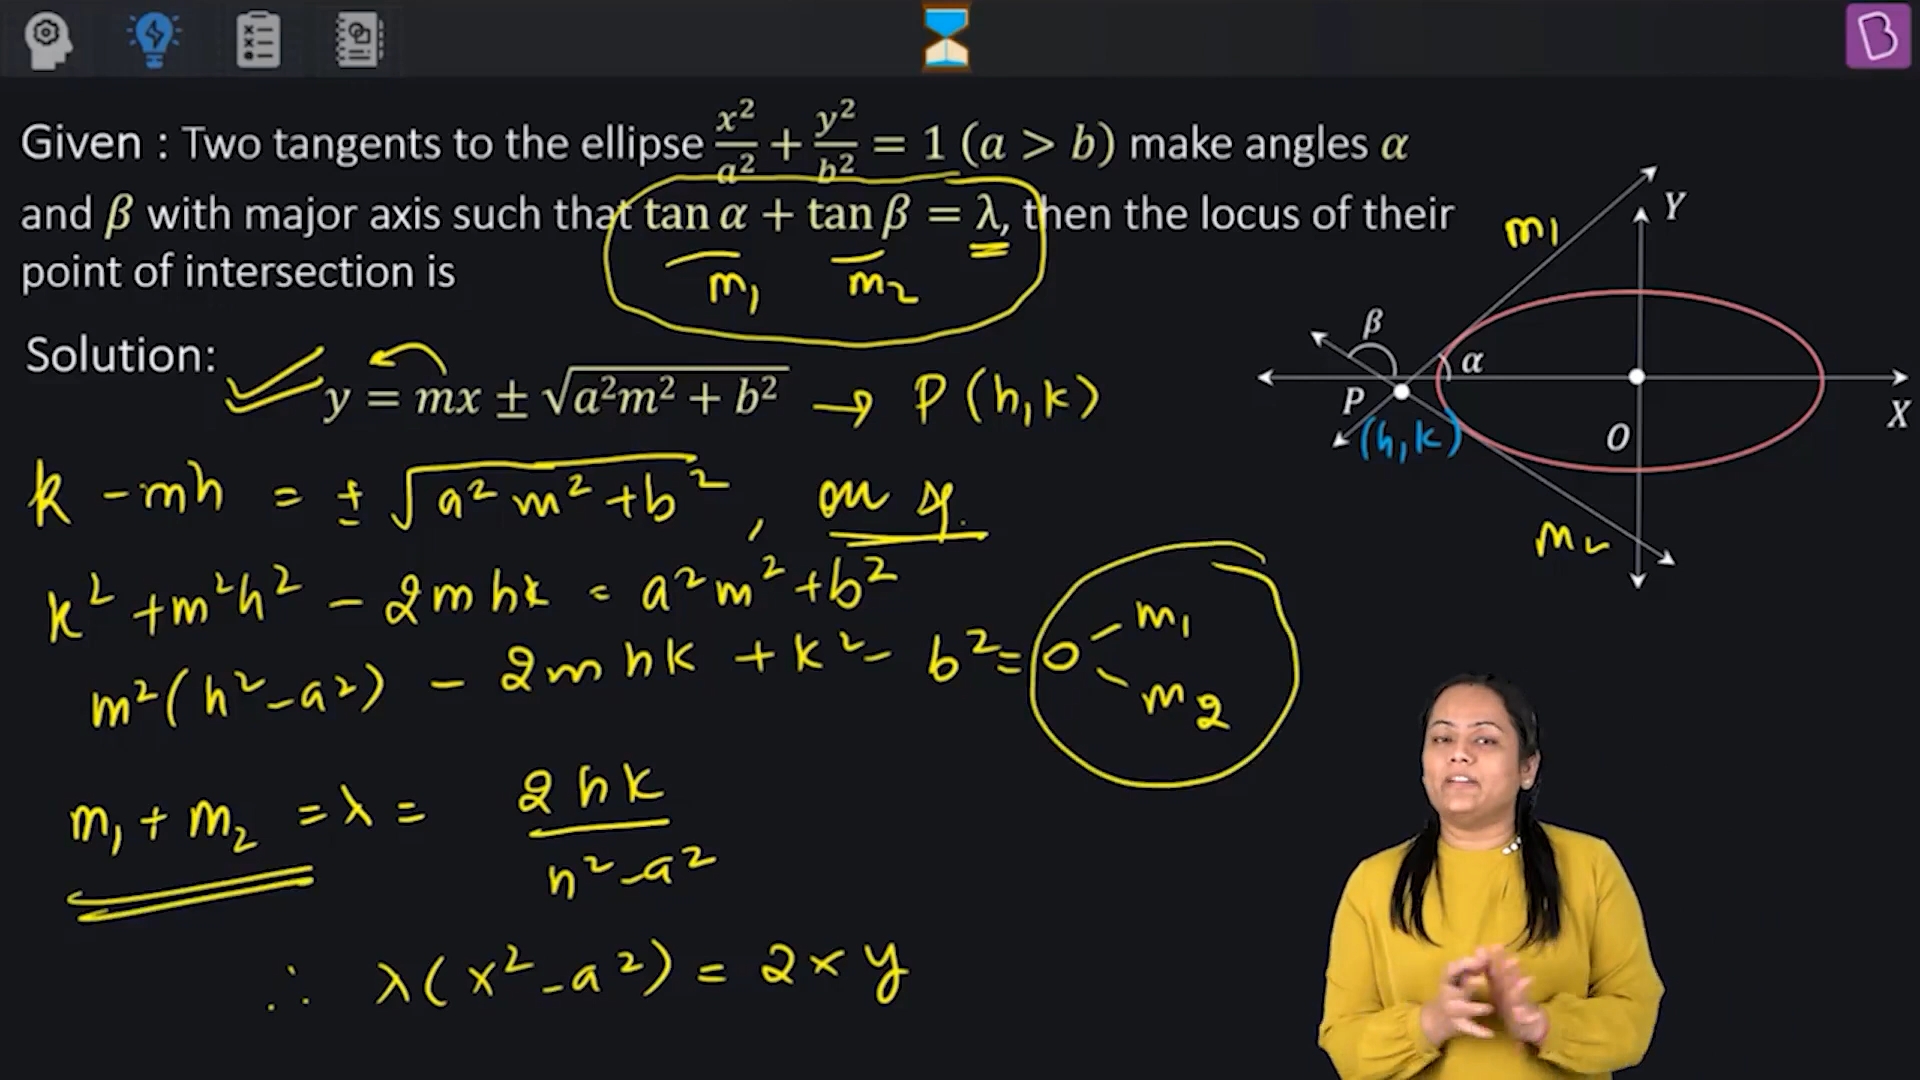 Given : Two tangents to the ellipse x²/a² + y²/b² = 1 (a > b) make angles α
and β with major axis such that tan α + tan β = λ, then the locus of their
point of intersection is
m₁ m₂
Solution:
y = mx ± √(a²m² + b²) → P(h,k)
k - mh = ± √(a²m² + b²), on sq.
k² + m²h² - 2mhk = a²m² + b²
m²(h² - a²) - 2mhk + k² - b² = 0
m₁
m₂
m₁ + m₂ = λ = 2hk/(h² - a²)
∴ λ(x² - a²) = 2xy
Y
m₁
β
α
P
X
O
(h,k)
m₂
B